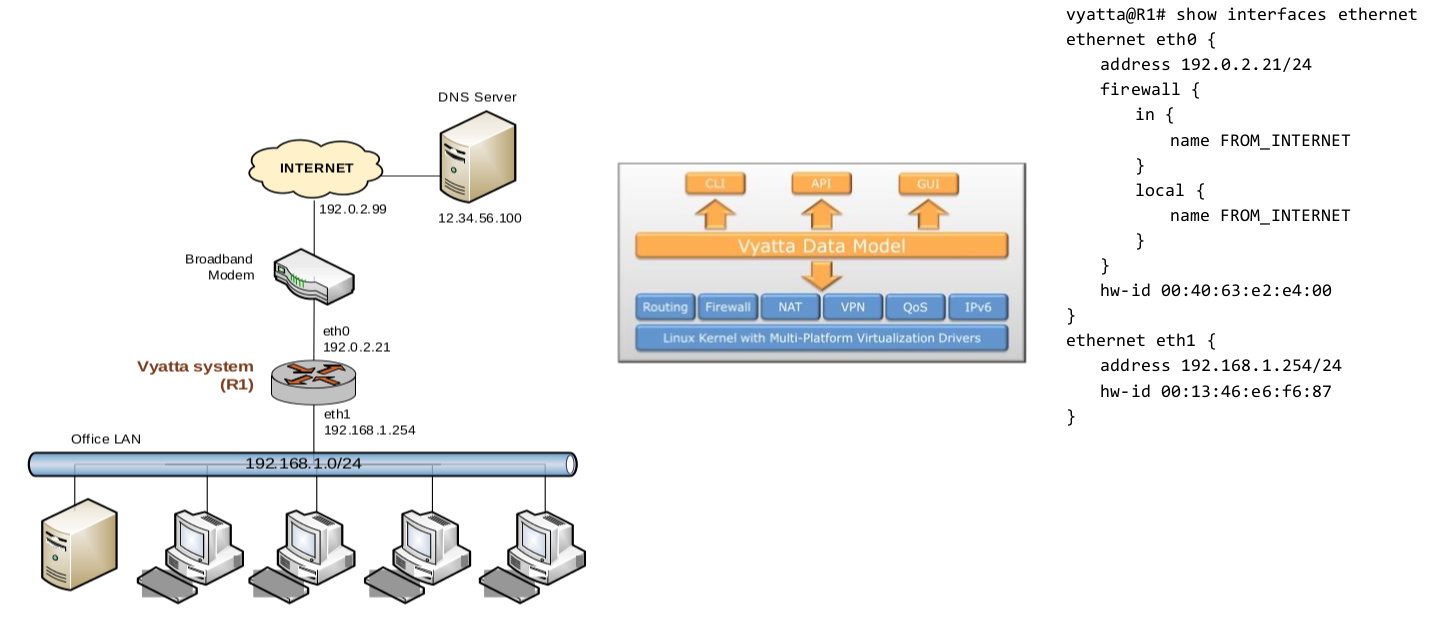 DNS Server
INTERNET
192.0.2.99
12.34.56.100
Broadband
Modem
eth0
192.0.2.21
Vyatta system
(R1)
eth1
192.168.1.254
Office LAN
192.168.1.0/24
CLI
API
GUI
Vyatta Data Model
Routing
Firewall
NAT
VPN
QoS
IPv6
Linux Kernel with Multi-Platform Virtualization Drivers
vyatta@R1# show interfaces ethernet
ethernet eth0 {
address 192.0.2.21/24
firewall {
in {
name FROM_INTERNET
}
local {
name FROM_INTERNET
}
}
hw-id 00:40:63:e2:e4:00
}
ethernet eth1 {
address 192.168.1.254/24
hw-id 00:13:46:e6:f6:87
}